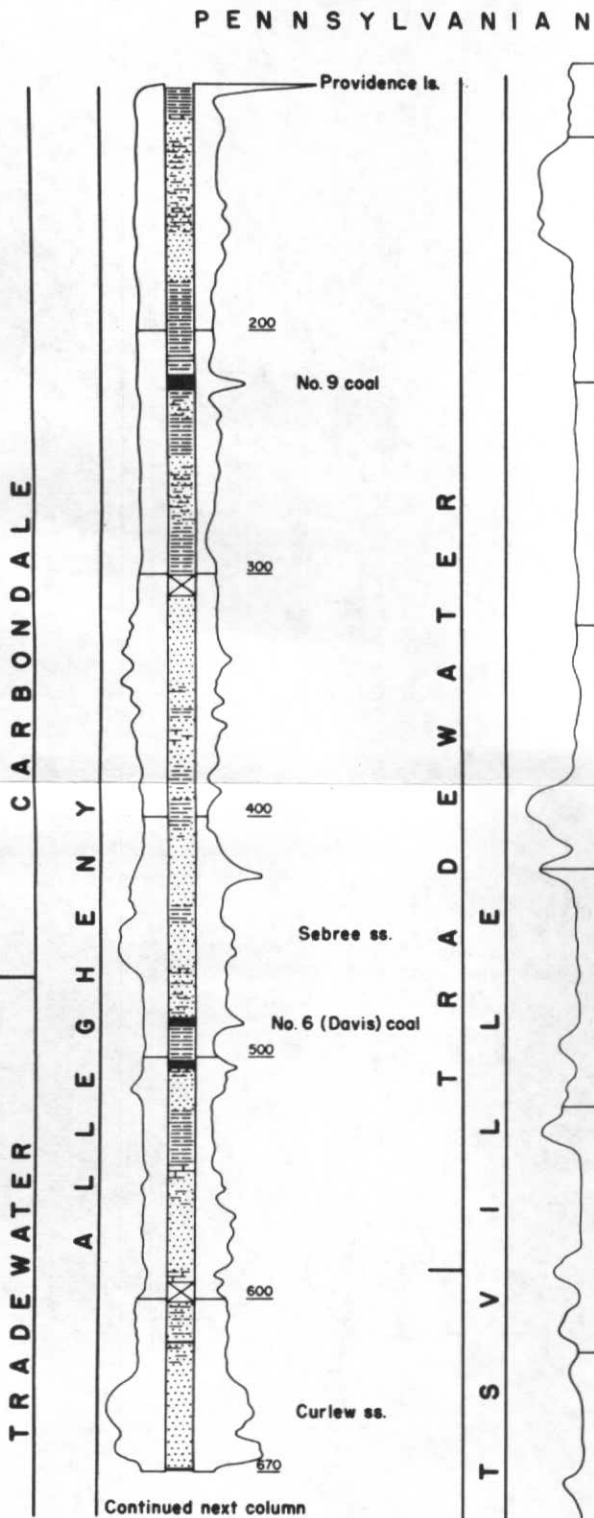 PENNSYLVANIAN
Providence ls.
200
No. 9 coal
300
CARBONDALE
400
Sebree ss.
No. 6 (Davis) coal
500
ALLEGHENY
TRADEWATER
600
Curlew ss.
670
Continued next column
TRADEWATER
TSVILLE